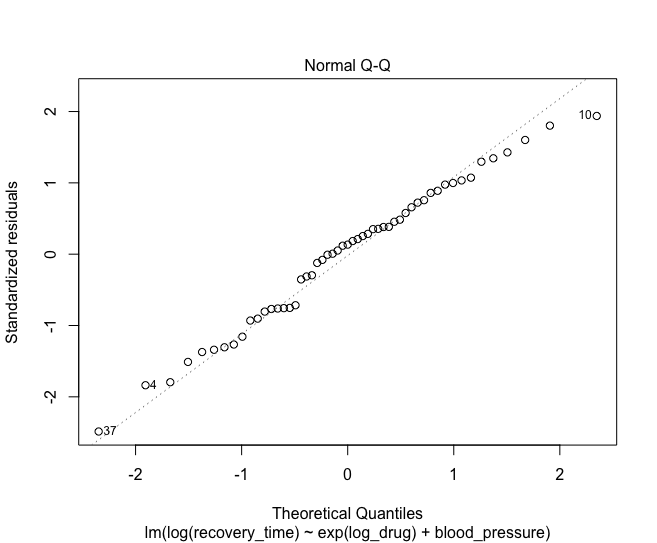 Normal Q-Q
Standardized residuals
2
1
0
-1
-2
10
4
37
-2 -1 0 1 2
Theoretical Quantiles
lm(log(recovery_time) ~ exp(log_drug) + blood_pressure)